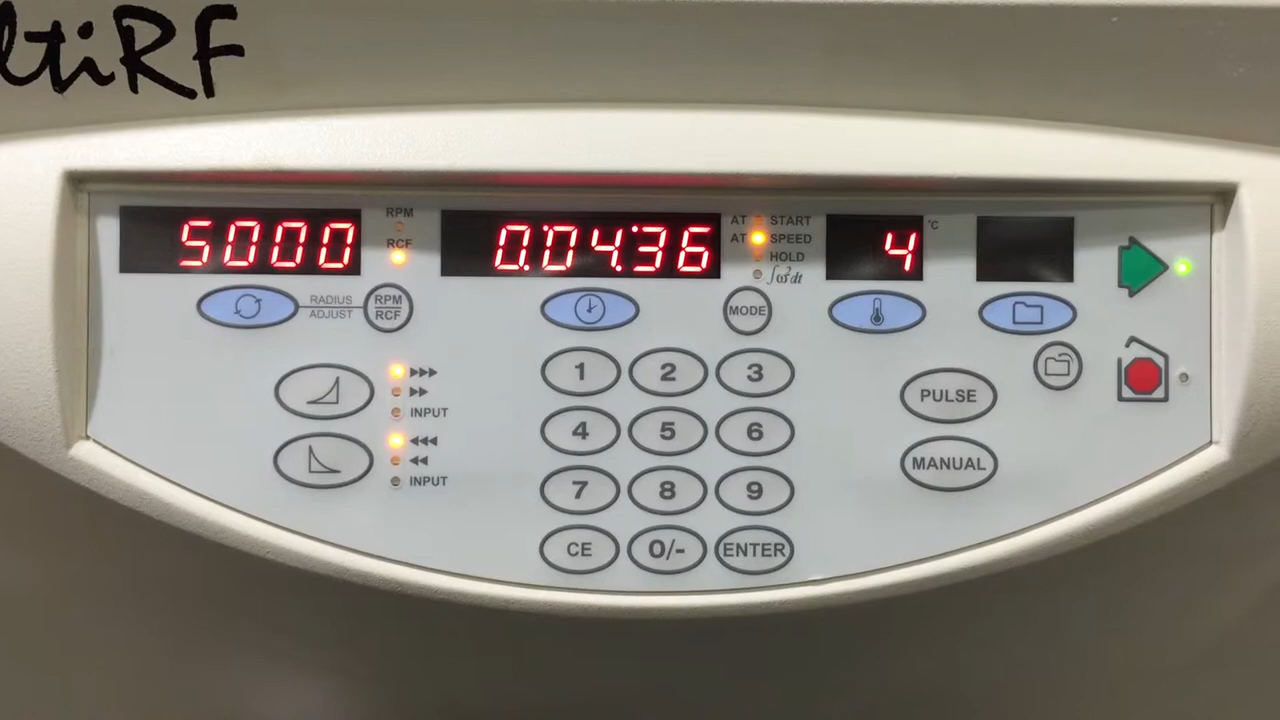 ltiRF
5000
RPM
RCF
0:04:36
AT START
AT SPEED
HOLD
∫ω²dt
4 °C
RADIUS
ADJUST
RPM
RCF
MODE
INPUT
INPUT
1 2 3
4 5 6
7 8 9
CE 0/- ENTER
PULSE
MANUAL